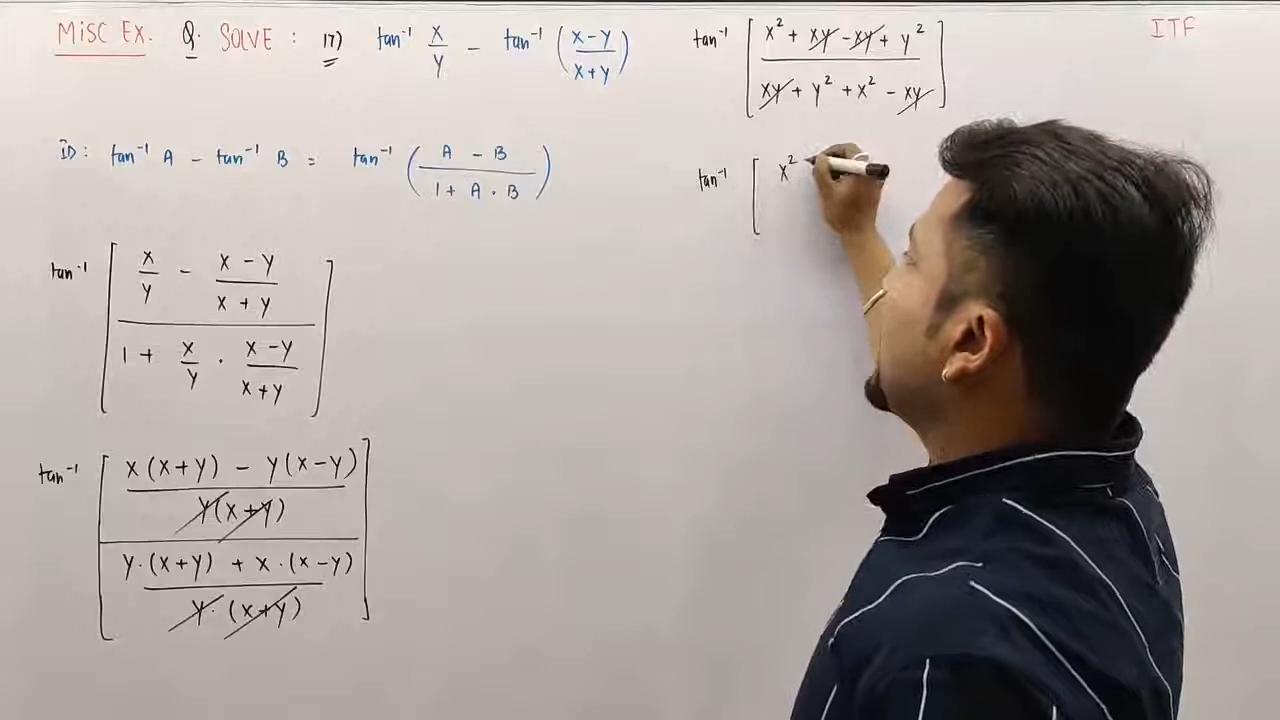 MISC EX. Q. SOLVE : 17) tan⁻¹ x/y − tan⁻¹ ((x−y)/(x+y))
ID: tan⁻¹ A − tan⁻¹ B = tan⁻¹ ((A − B)/(1 + A . B))
tan⁻¹ [ (x/y − (x − y)/(x + y)) / (1 + x/y . (x − y)/(x + y)) ]
tan⁻¹ [ ((x(x+y) − y(x−y))/(y(x+y))) / ((y.(x+y) + x.(x−y))/(y.(x+y))) ]
tan⁻¹ [ (x² + xy − xy + y²)/(xy + y² + x² − xy) ]
tan⁻¹ [ x²
ITF